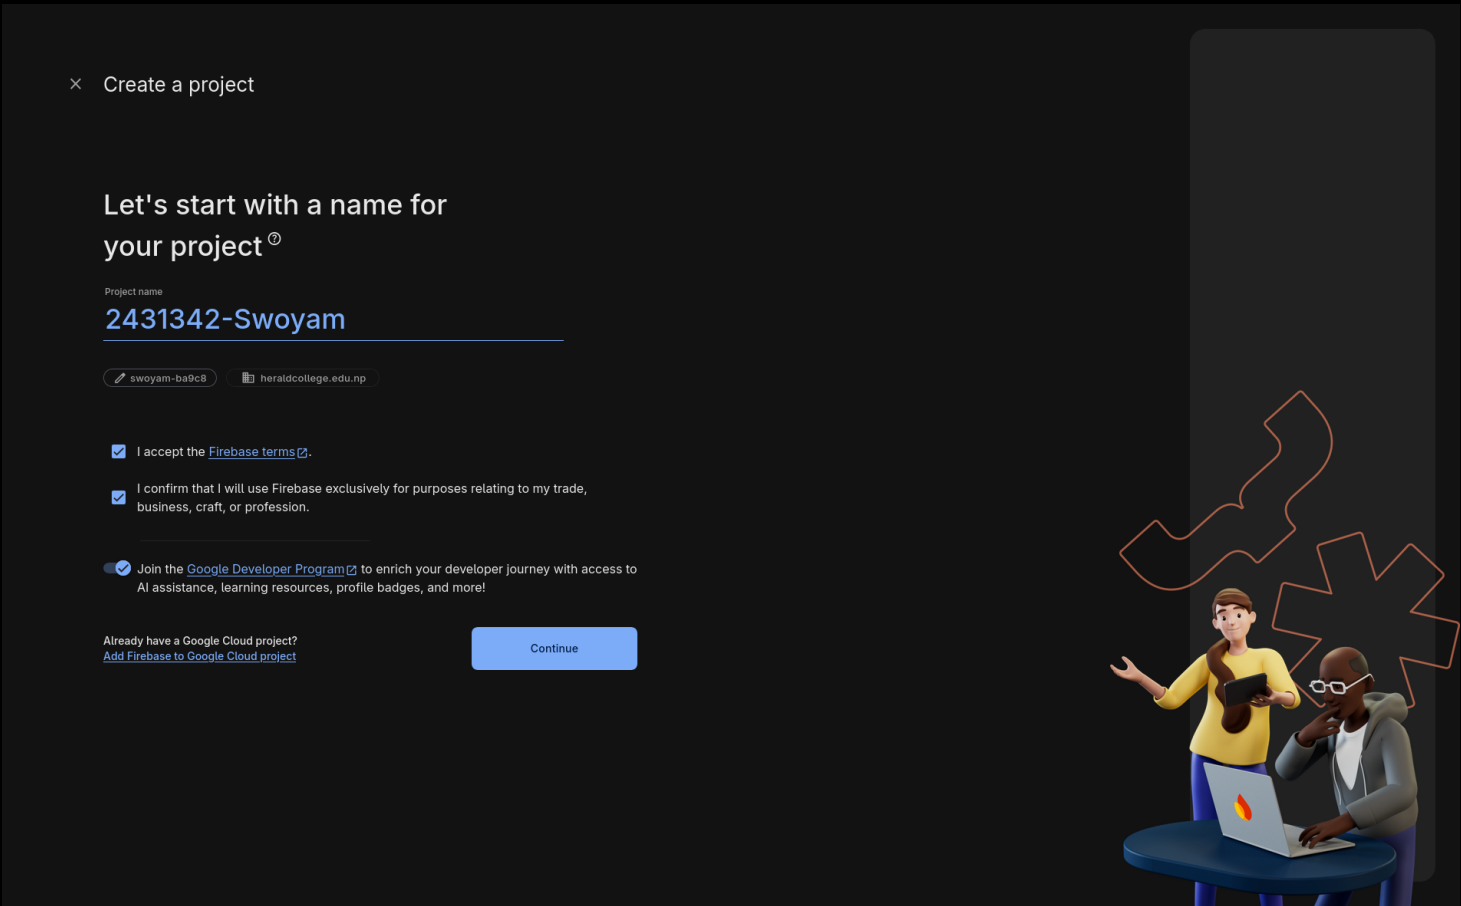 Create a project
Let's start with a name for
your project
Project name
2431342-Swoyam
swoyam-ba9c8
heraldcollege.edu.np
I accept the Firebase terms.
I confirm that I will use Firebase exclusively for purposes relating to my trade,
business, craft, or profession.
Join the Google Developer Program to enrich your developer journey with access to
AI assistance, learning resources, profile badges, and more!
Already have a Google Cloud project?
Add Firebase to Google Cloud project
Continue